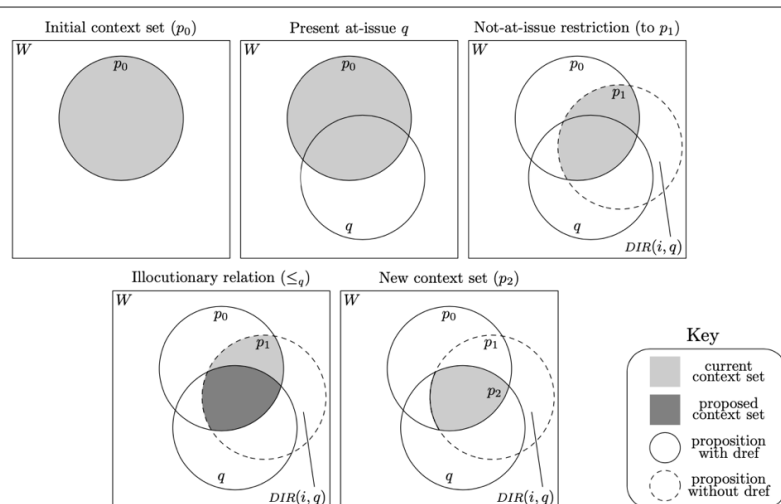 Initial context set (p₀)
W
p₀
Present at-issue q
W
p₀
q
Not-at-issue restriction (to p₁)
W
p₀
p₁
q
DIR(i, q)
Illocutionary relation (≤q)
W
p₀
p₁
q
DIR(i, q)
New context set (p₂)
W
p₀
p₁
p₂
q
DIR(i, q)
Key
current
context set
proposed
context set
proposition
with dref
proposition
without dref